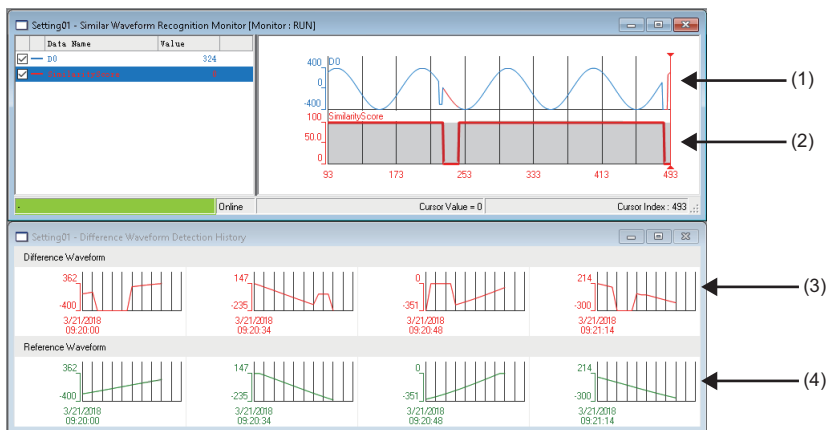 Setting01 - Similar Waveform Recognition Monitor [Monitor : RUN]
Data Name Value
D0 324
400 D0
0
-400
(1)
100 SimilarityScore
50.0
0
(2)
93 173 253 333 413 493
- Online Cursor Value = 0 Cursor Index : 493
Setting01 - Difference Waveform Detection History
Difference Waveform
362 147 0 214
-400 -235 -351 -300
(3)
3/21/2018 3/21/2018 3/21/2018 3/21/2018
09:20:00 09:20:34 09:20:48 09:21:14
Reference Waveform
362 147 0 214
-400 -235 -351 -300
(4)
3/21/2018 3/21/2018 3/21/2018 3/21/2018
09:20:00 09:20:34 09:20:48 09:21:14